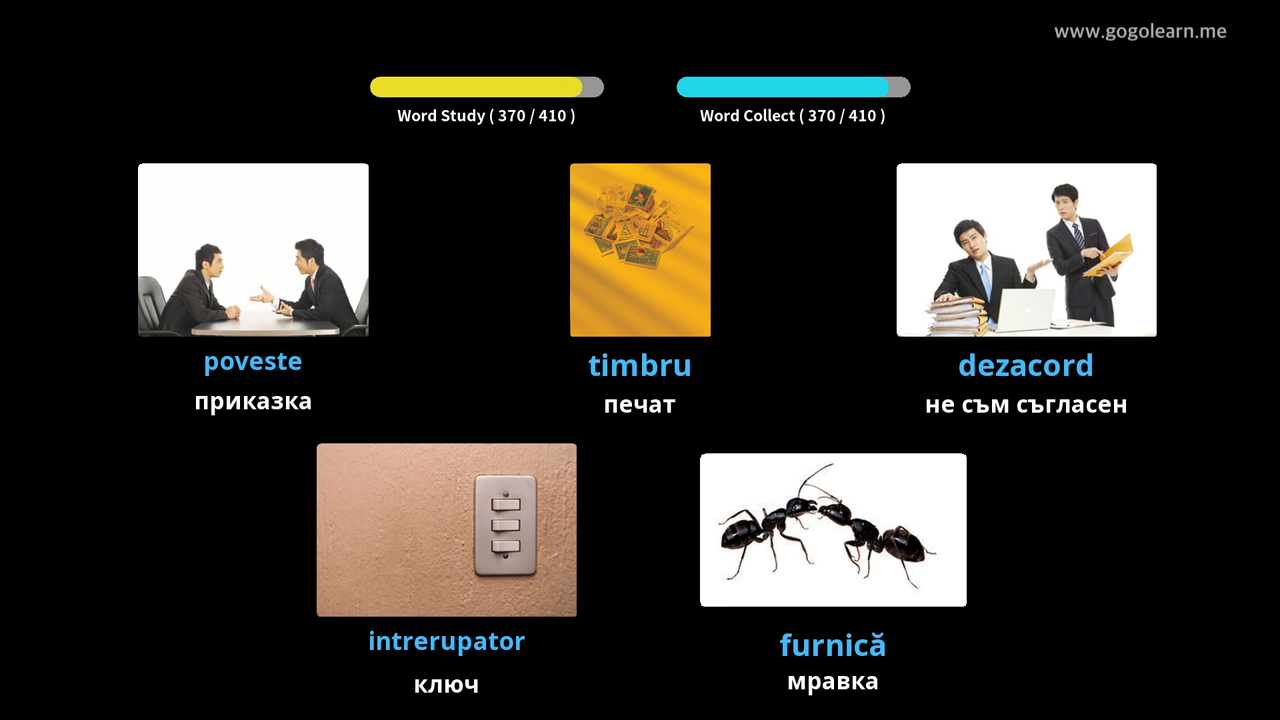 www.gogolearn.me
Word Study ( 370 / 410 )
Word Collect ( 370 / 410 )
poveste
приказка
timbru
печат
dezacord
не съм съгласен
intrerupator
ключ
furnică
мравка